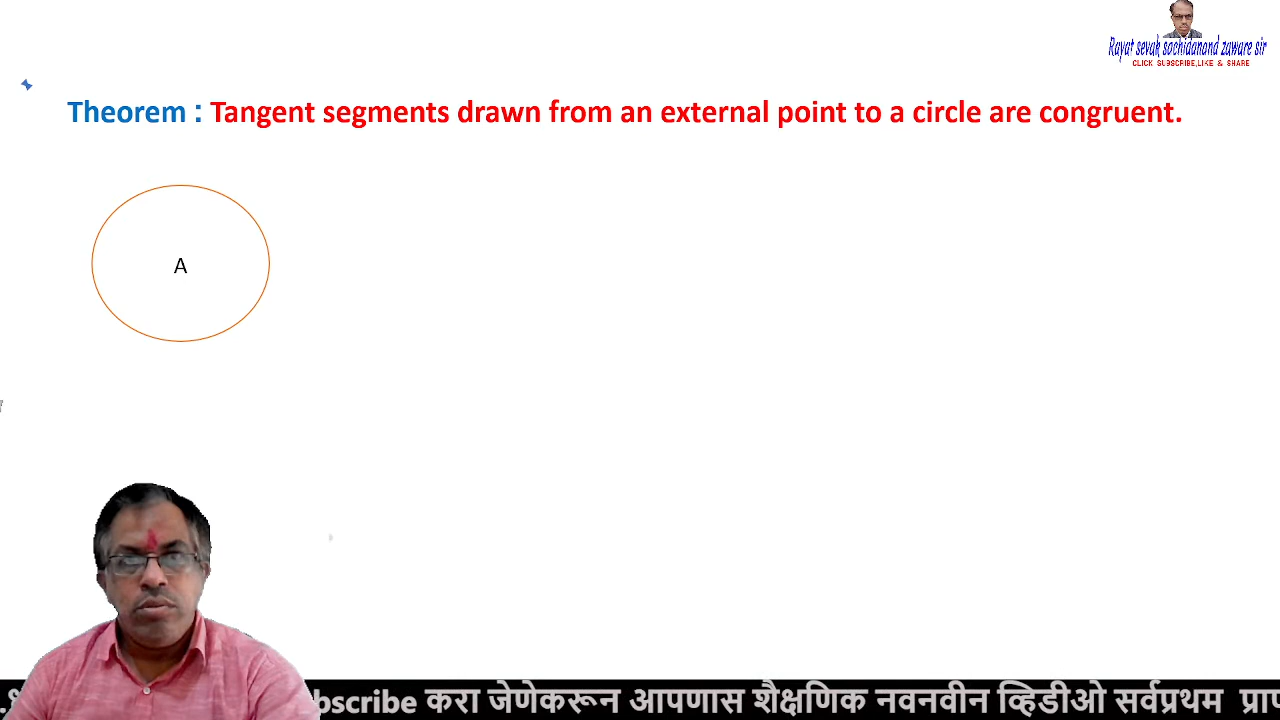 Rayat sevak sachidanand zaware sir
CLICK SUBSCRIBE,LIKE & SHARE
Theorem : Tangent segments drawn from an external point to a circle are congruent.
A
bscribe करा जेणेकरून आपणास शैक्षणिक नवनवीन व्हिडीओ सर्वप्रथम